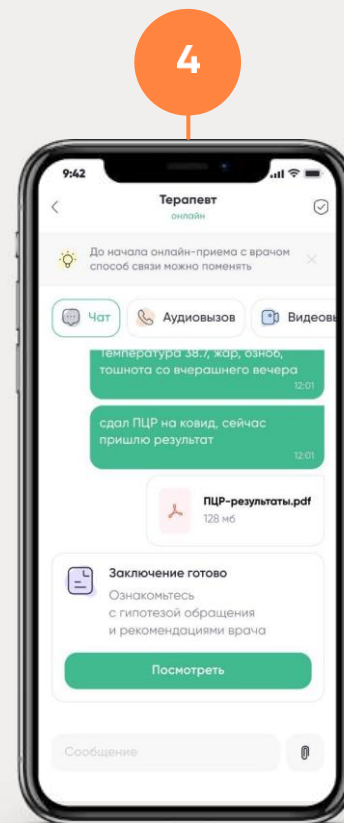 4
9:42
Терапевт
онлайн
До начала онлайн-приема с врачом
способ связи можно поменять
Чат
Аудиовызов
Видеовы
Температура 38.7, жар, озноб,
тошнота со вчерашнего вечера
12:01
сдал ПЦР на ковид, сейчас
пришлю результат
12:01
ПЦР-результаты.pdf
128 мб
Заключение готово
Ознакомьтесь
с гипотезой обращения
и рекомендациями врача
Посмотреть
Сообщение